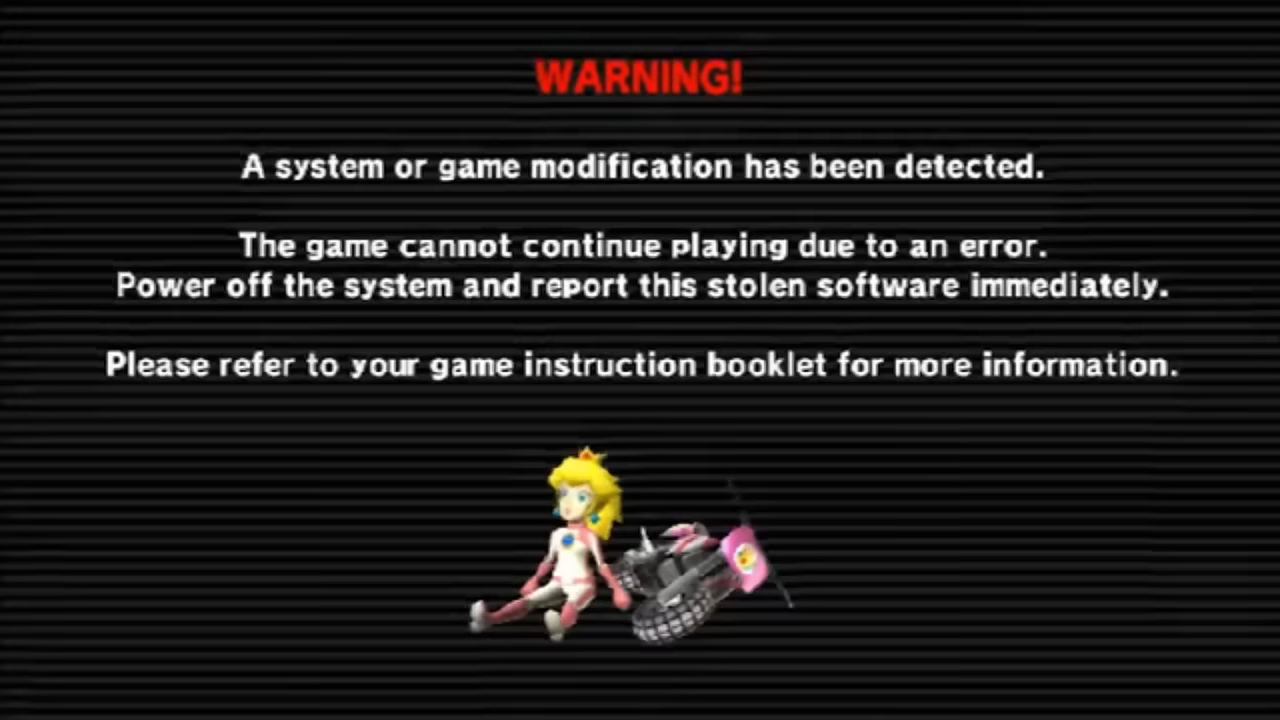 WARNING!
A system or game modification has been detected.
The game cannot continue playing due to an error.
Power off the system and report this stolen software immediately.
Please refer to your game instruction booklet for more information.